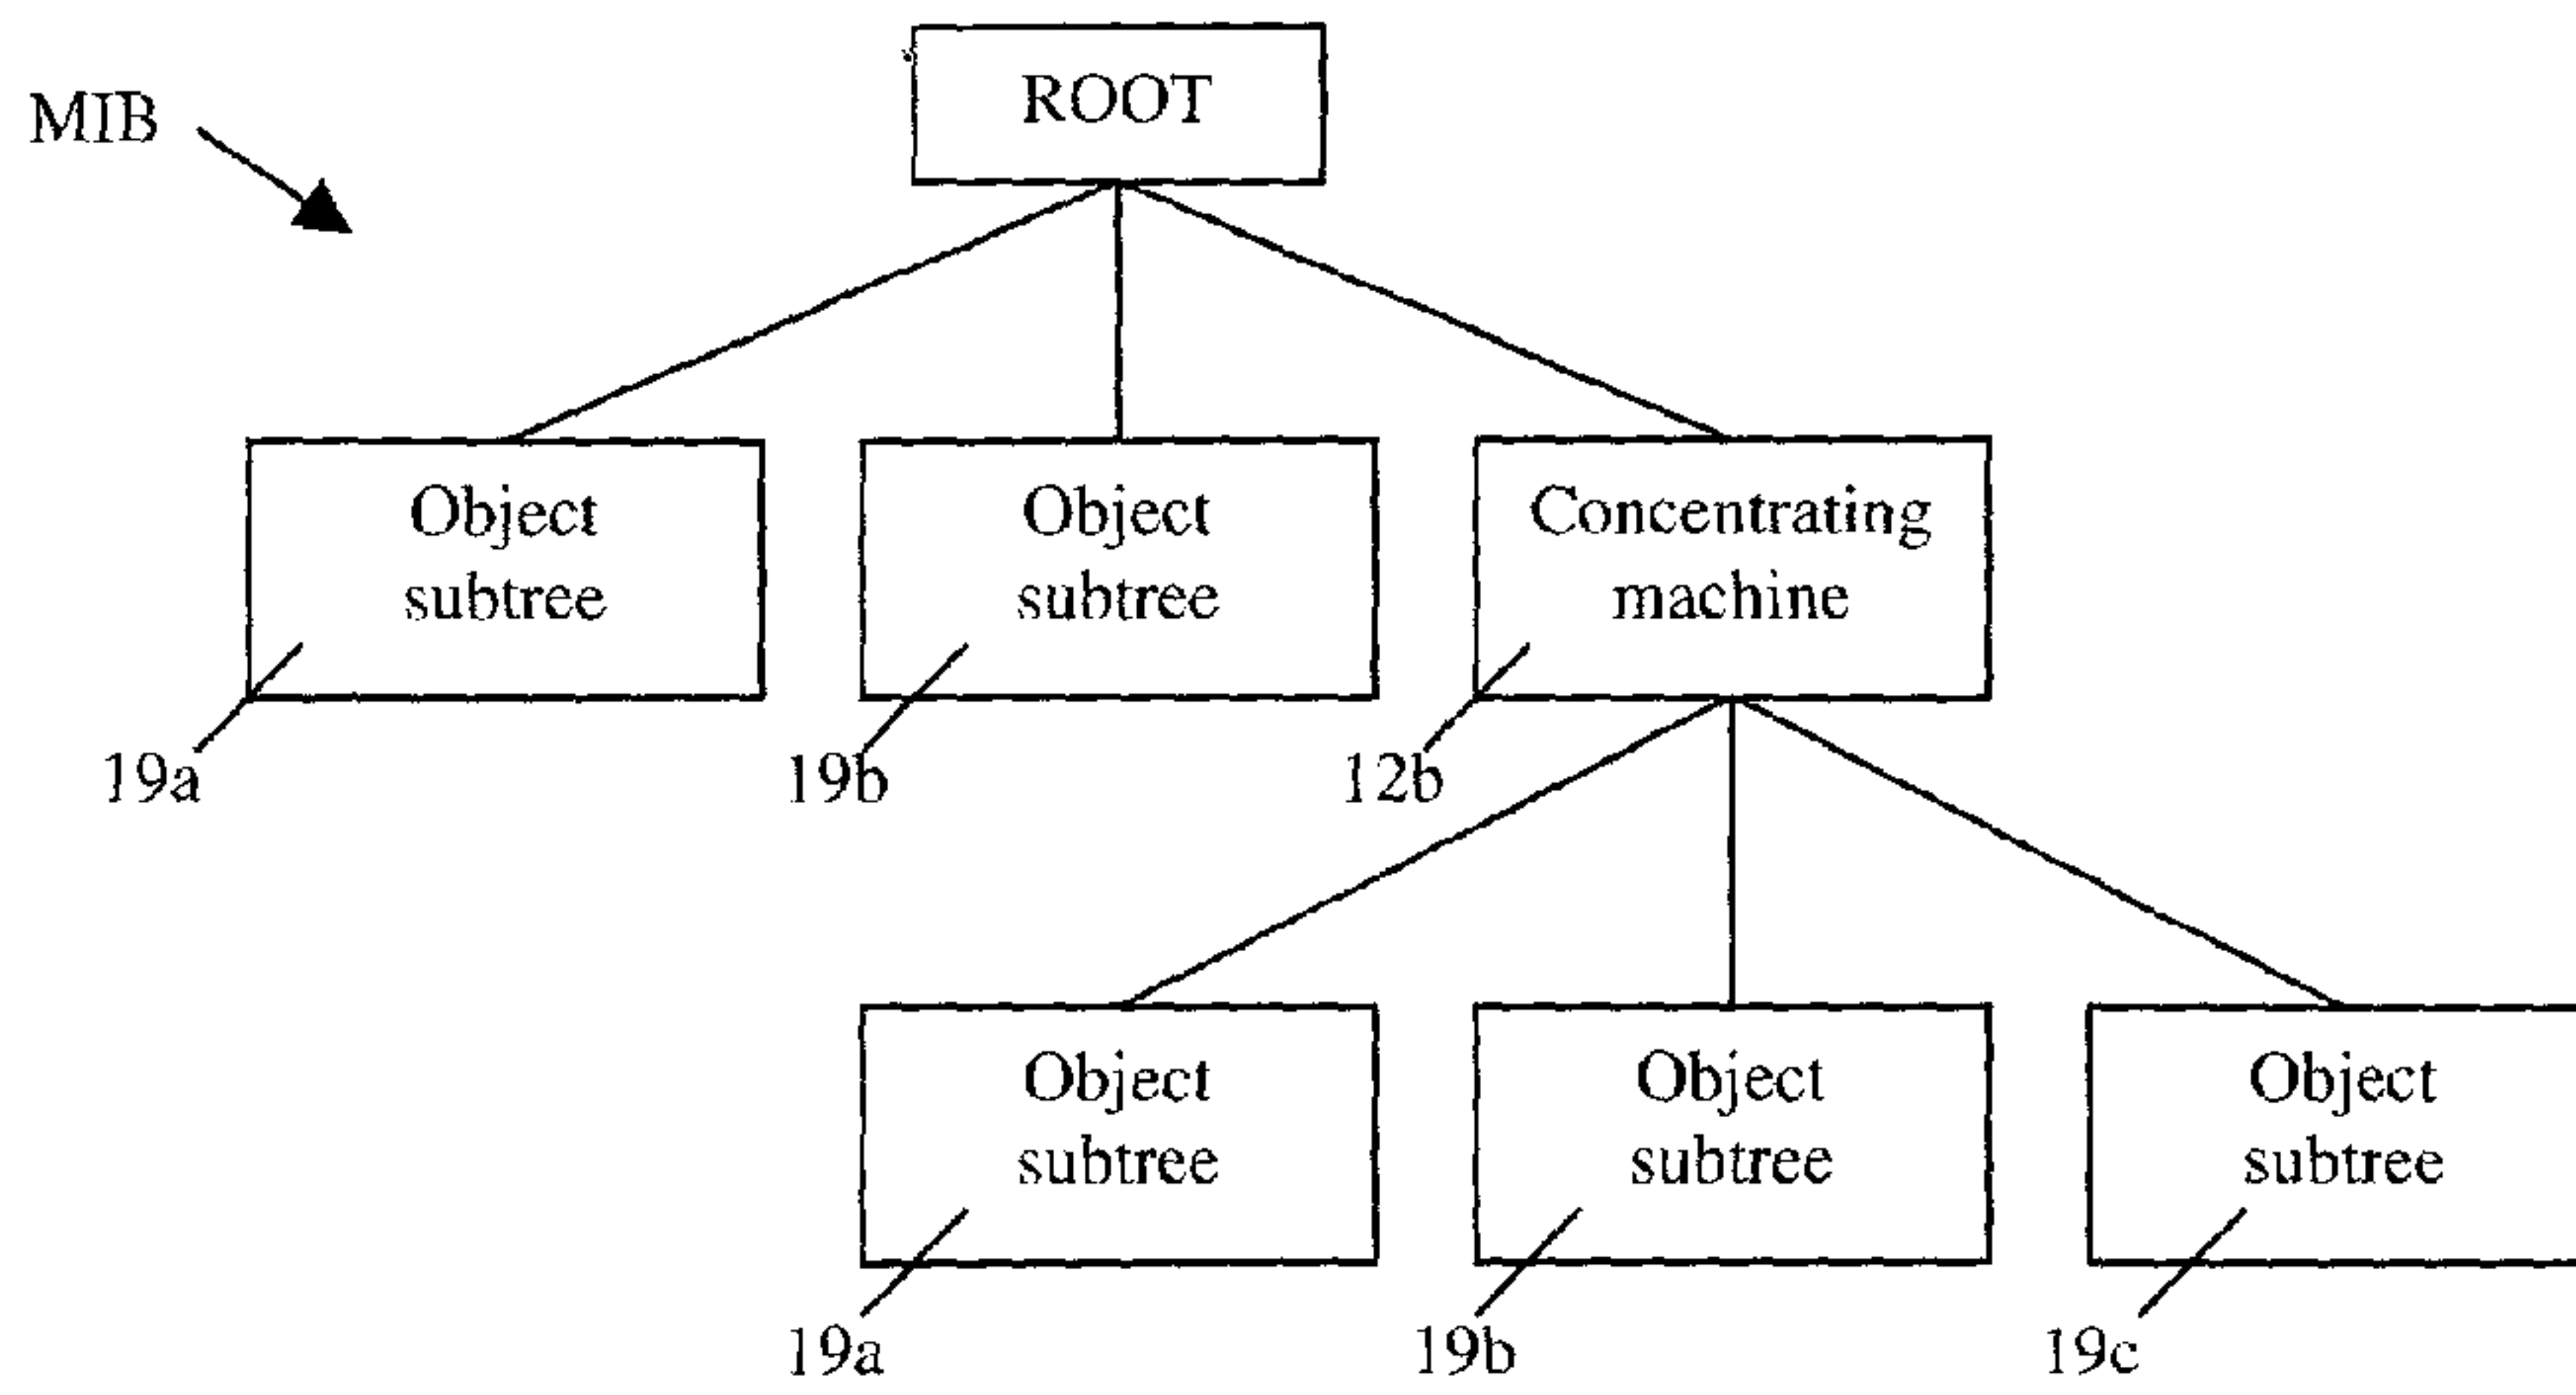 ROOT
MIB
Object
subtree
Object
subtree
Concentrating
machine
19a
19b
12b
Object
subtree
Object
subtree
Object
subtree
19a
19b
19c